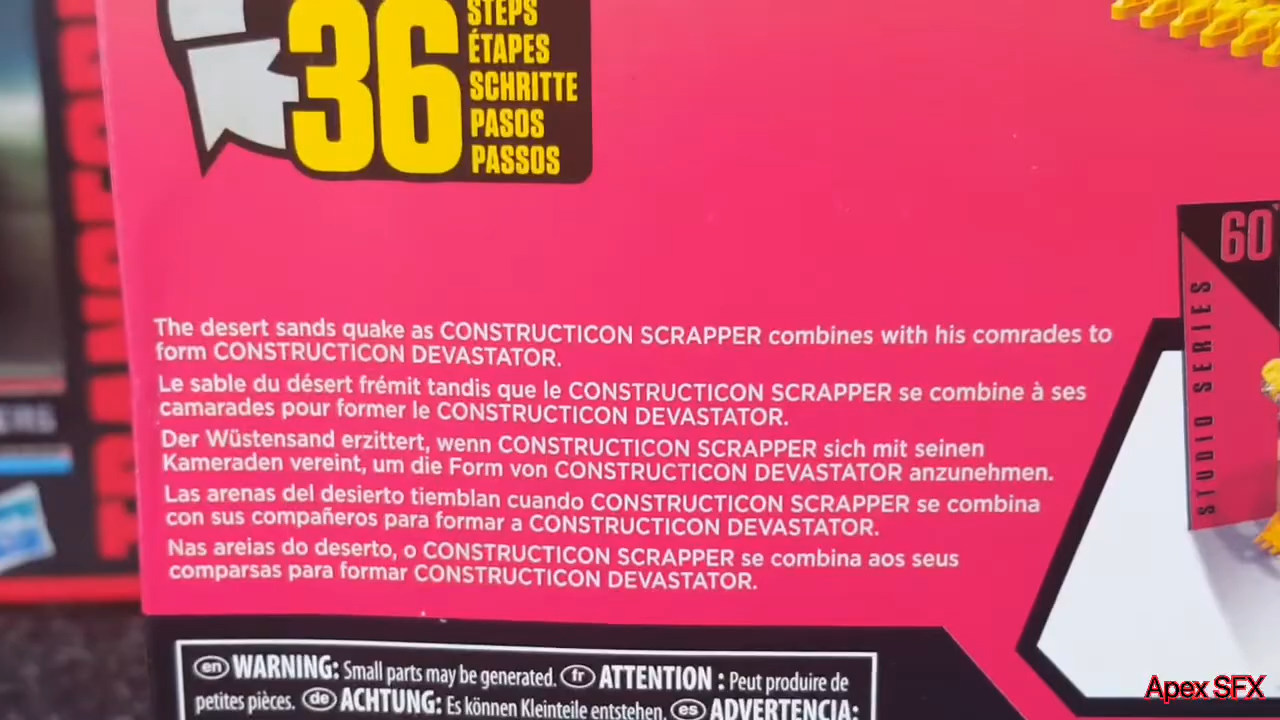 36
STEPS
ÉTAPES
SCHRITTE
PASOS
PASSOS
60
STUDIO SERIES
The desert sands quake as CONSTRUCTICON SCRAPPER combines with his comrades to
form CONSTRUCTICON DEVASTATOR.
Le sable du désert frémit tandis que le CONSTRUCTICON SCRAPPER se combine à ses
camarades pour former le CONSTRUCTICON DEVASTATOR.
Der Wüstensand erzittert, wenn CONSTRUCTICON SCRAPPER sich mit seinen
Kameraden vereint, um die Form von CONSTRUCTICON DEVASTATOR anzunehmen.
Las arenas del desierto tiemblan cuando CONSTRUCTICON SCRAPPER se combina
con sus compañeros para formar a CONSTRUCTICON DEVASTATOR.
Nas areias do deserto, o CONSTRUCTICON SCRAPPER se combina aos seus
comparsas para formar CONSTRUCTICON DEVASTATOR.
en WARNING: Small parts may be generated. fr ATTENTION : Peut produire de
petites pièces. de ACHTUNG: Es können Kleinteile entstehen. es ADVERTENCIA:
Apex SFX